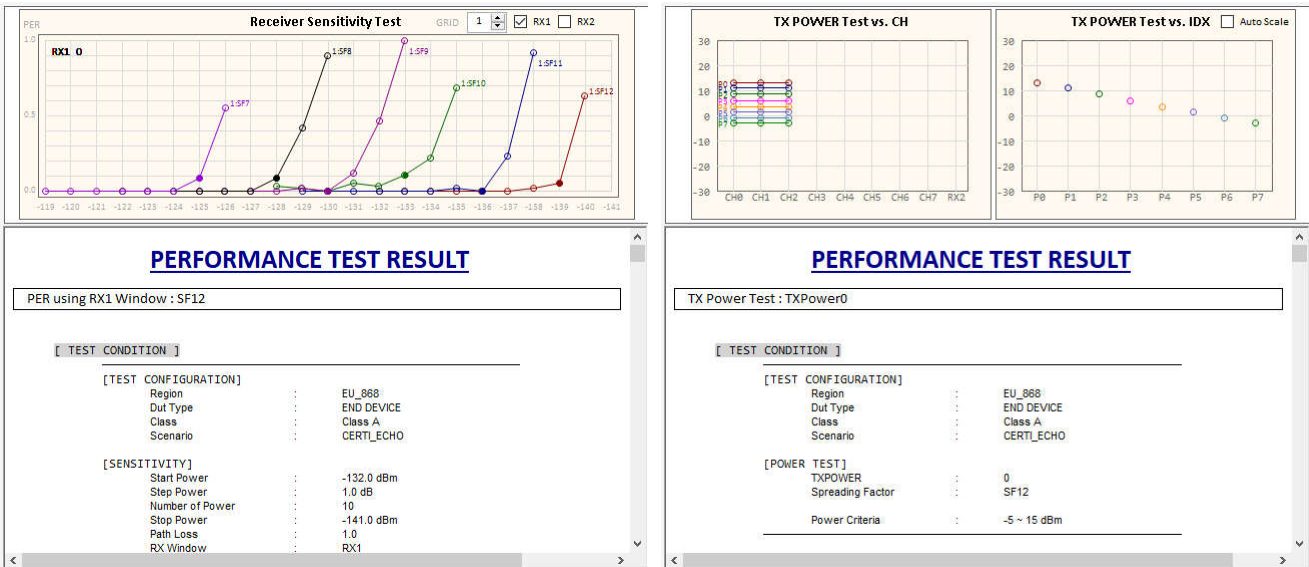 Receiver Sensitivity Test
GRID 1 RX1 RX2
PER
1.0
RX1 0
1:SF8
1:SF9
1:SF11
1:SF10
1:SF12
1:SF7
0.5
0.0
-119 -120 -121 -122 -123 -124 -125 -126 -127 -128 -129 -130 -131 -132 -133 -134 -135 -136 -137 -138 -139 -140 -141
TX POWER Test vs. CH
30
20
10
0
-10
-20
-30
P0
P7
CH0 CH1 CH2 CH3 CH4 CH5 CH6 CH7 RX2
TX POWER Test vs. IDX Auto Scale
30
20
10
0
-10
-20
-30
P0 P1 P2 P3 P4 P5 P6 P7
PERFORMANCE TEST RESULT
PER using RX1 Window : SF12
[ TEST CONDITION ]
[TEST CONFIGURATION]
Region : EU_868
Dut Type : END DEVICE
Class : Class A
Scenario : CERTI_ECHO
[SENSITIVITY]
Start Power : -132.0 dBm
Step Power : 1.0 dB
Number of Power : 10
Stop Power : -141.0 dBm
Path Loss : 1.0
RX Window : RX1
PERFORMANCE TEST RESULT
TX Power Test : TXPower0
[ TEST CONDITION ]
[TEST CONFIGURATION]
Region : EU_868
Dut Type : END DEVICE
Class : Class A
Scenario : CERTI_ECHO
[POWER TEST]
TXPOWER : 0
Spreading Factor : SF12
Power Criteria : -5 ~ 15 dBm